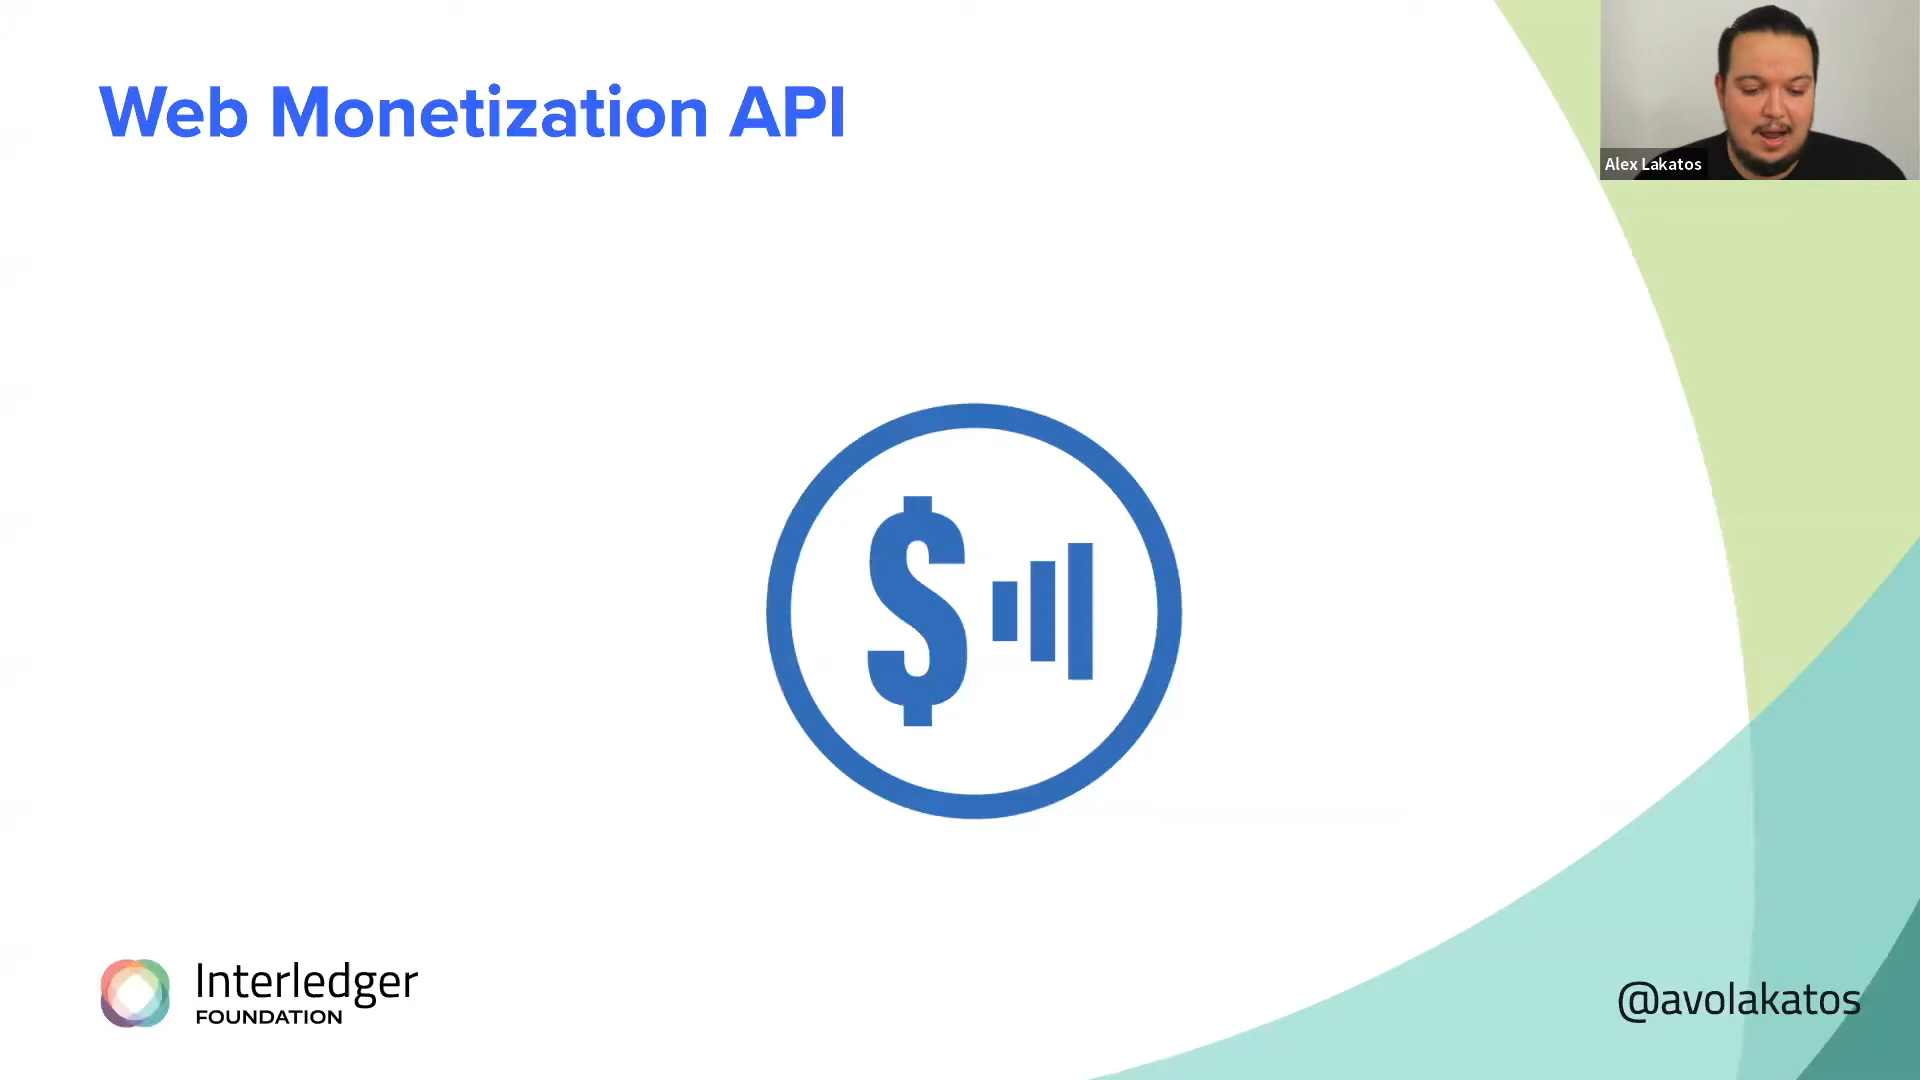 Web Monetization API
Alex Lakatos
$
Interledger
FOUNDATION
@avolakatos